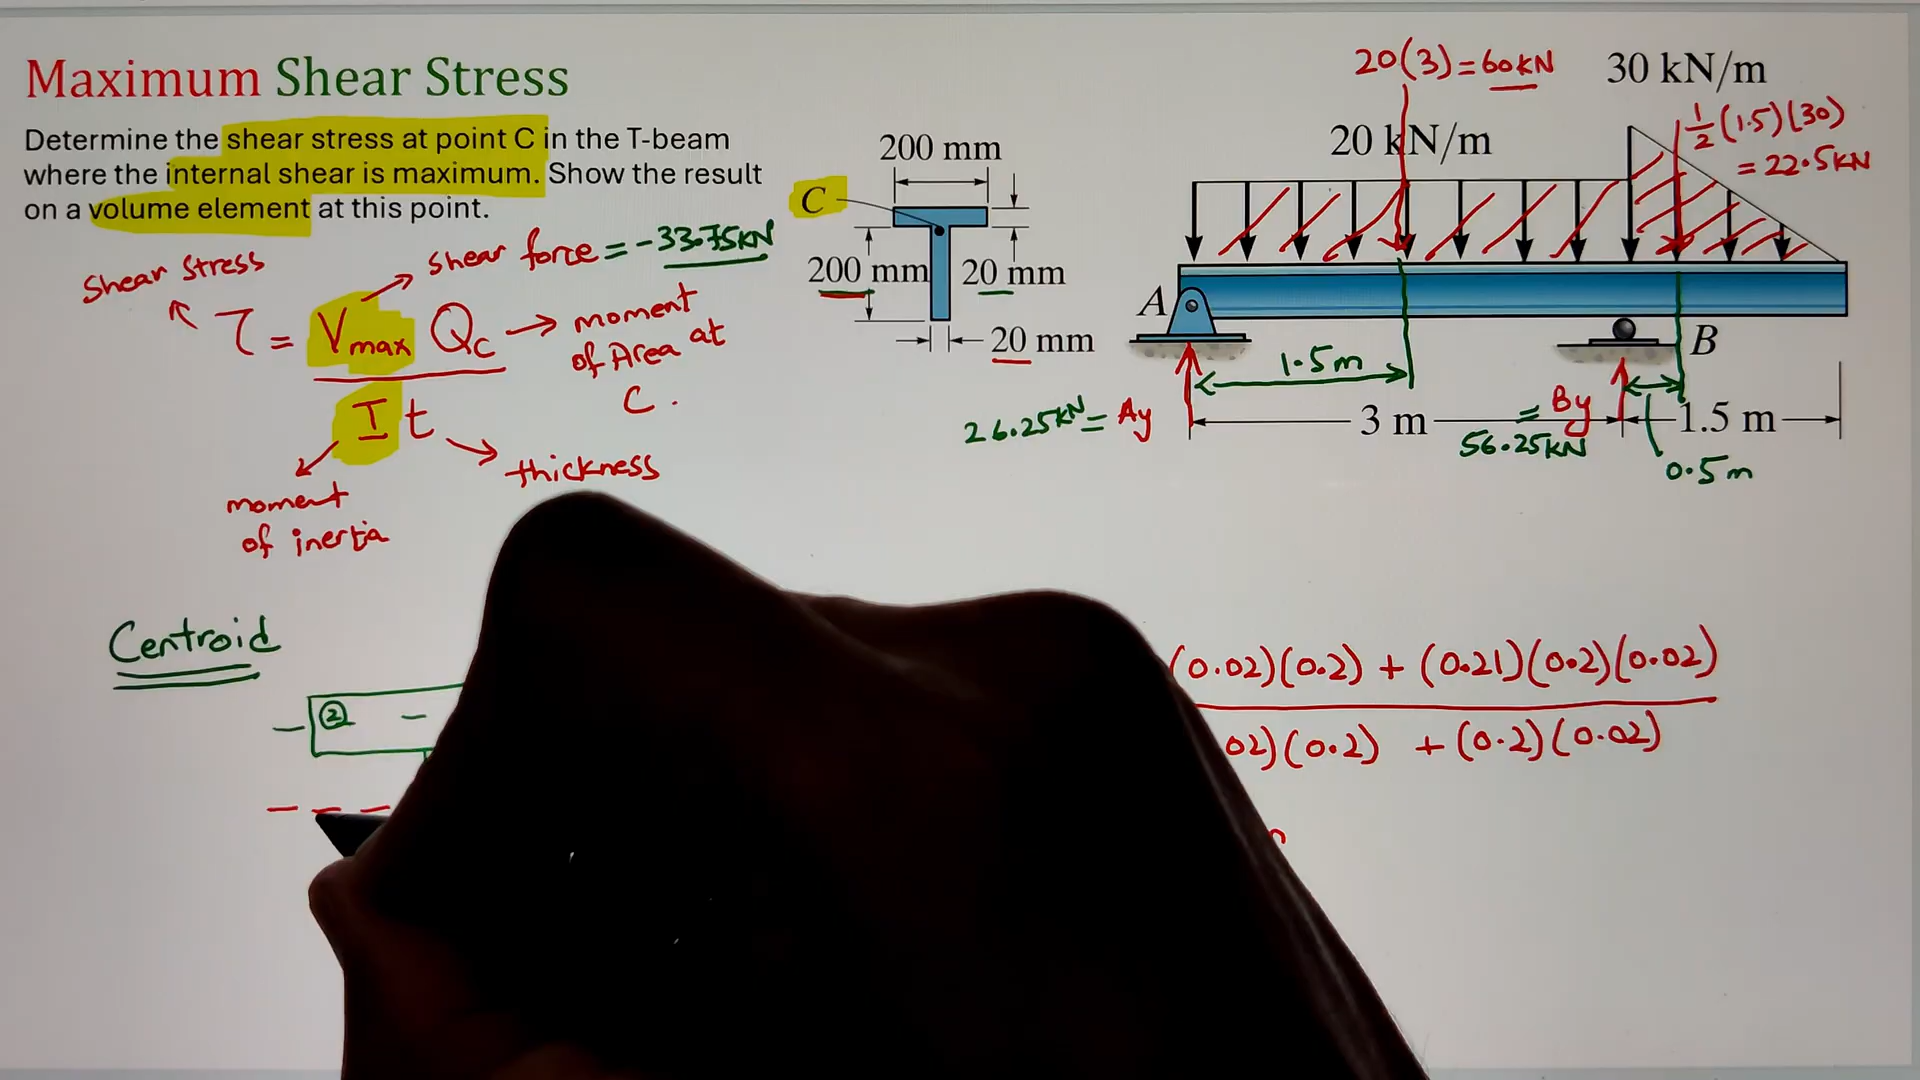 Maximum Shear Stress
Determine the shear stress at point C in the T-beam
where the internal shear is maximum. Show the result
on a volume element at this point.
Shear Stress
shear force = -33.75kN
τ = Vmax Qc
I t
moment
of Area at
C.
thickness
moment
of inertia
200 mm
C
200 mm
20 mm
20 mm
20(3)=60kN
30 kN/m
20 kN/m
1/2(1.5)(30)
= 22.5kN
A
B
1.5m
26.25kN = Ay
3 m
= By
56.25kN
1.5 m
0.5m
Centroid
②
(0.02)(0.2) + (0.21)(0.2)(0.02)
02)(0.2) + (0.2)(0.02)